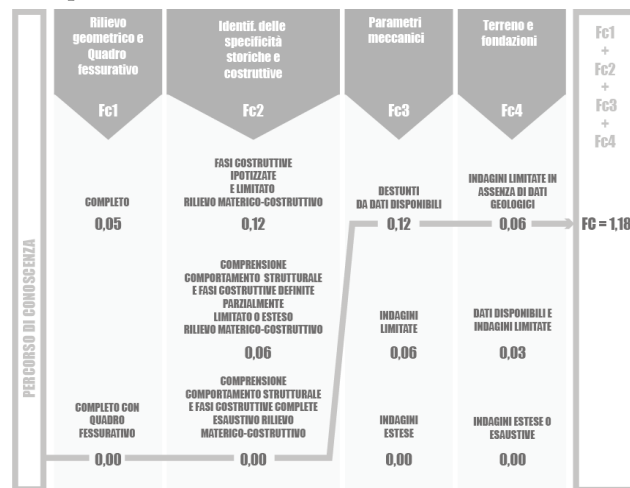 Rilievo
geometrico e
Quadro
fessurativo
Fc1
Identif. delle
specificità
storiche e
costruttive
Fc2
Parametri
meccanici
Fc3
Terreno e
fondazioni
Fc4
Fc1
+
Fc2
+
Fc3
+
Fc4
PERCORSO DI CONOSCENZA
COMPLETO
0,05
FASI COSTRUTTIVE
IPOTIZZATE
E LIMITATO
RILIEVO MATERICO-COSTRUTTIVO
0,12
DESTUNTI
DA DATI DISPONIBILI
0,12
INDAGINI LIMITATE IN
ASSENZA DI DATI
GEOLOGICI
0,06
FC = 1,18
COMPRENSIONE
COMPORTAMENTO STRUTTURALE
E FASI COSTRUTTIVE DEFINITE
PARZIALMENTE
LIMITATO O ESTESO
RILIEVO MATERICO-COSTRUTTIVO
0,06
INDAGINI
LIMITATE
0,06
DATI DISPONIBILI E
INDAGINI LIMITATE
0,03
COMPLETO CON
QUADRO
FESSURATIVO
0,00
COMPRENSIONE
COMPORTAMENTO STRUTTURALE
E FASI COSTRUTTIVE COMPLETE
ESAUSTIVO RILIEVO
MATERICO-COSTRUTTIVO
0,00
INDAGINI
ESTESE
0,00
INDAGINI ESTESE O
ESAUSTIVE
0,00